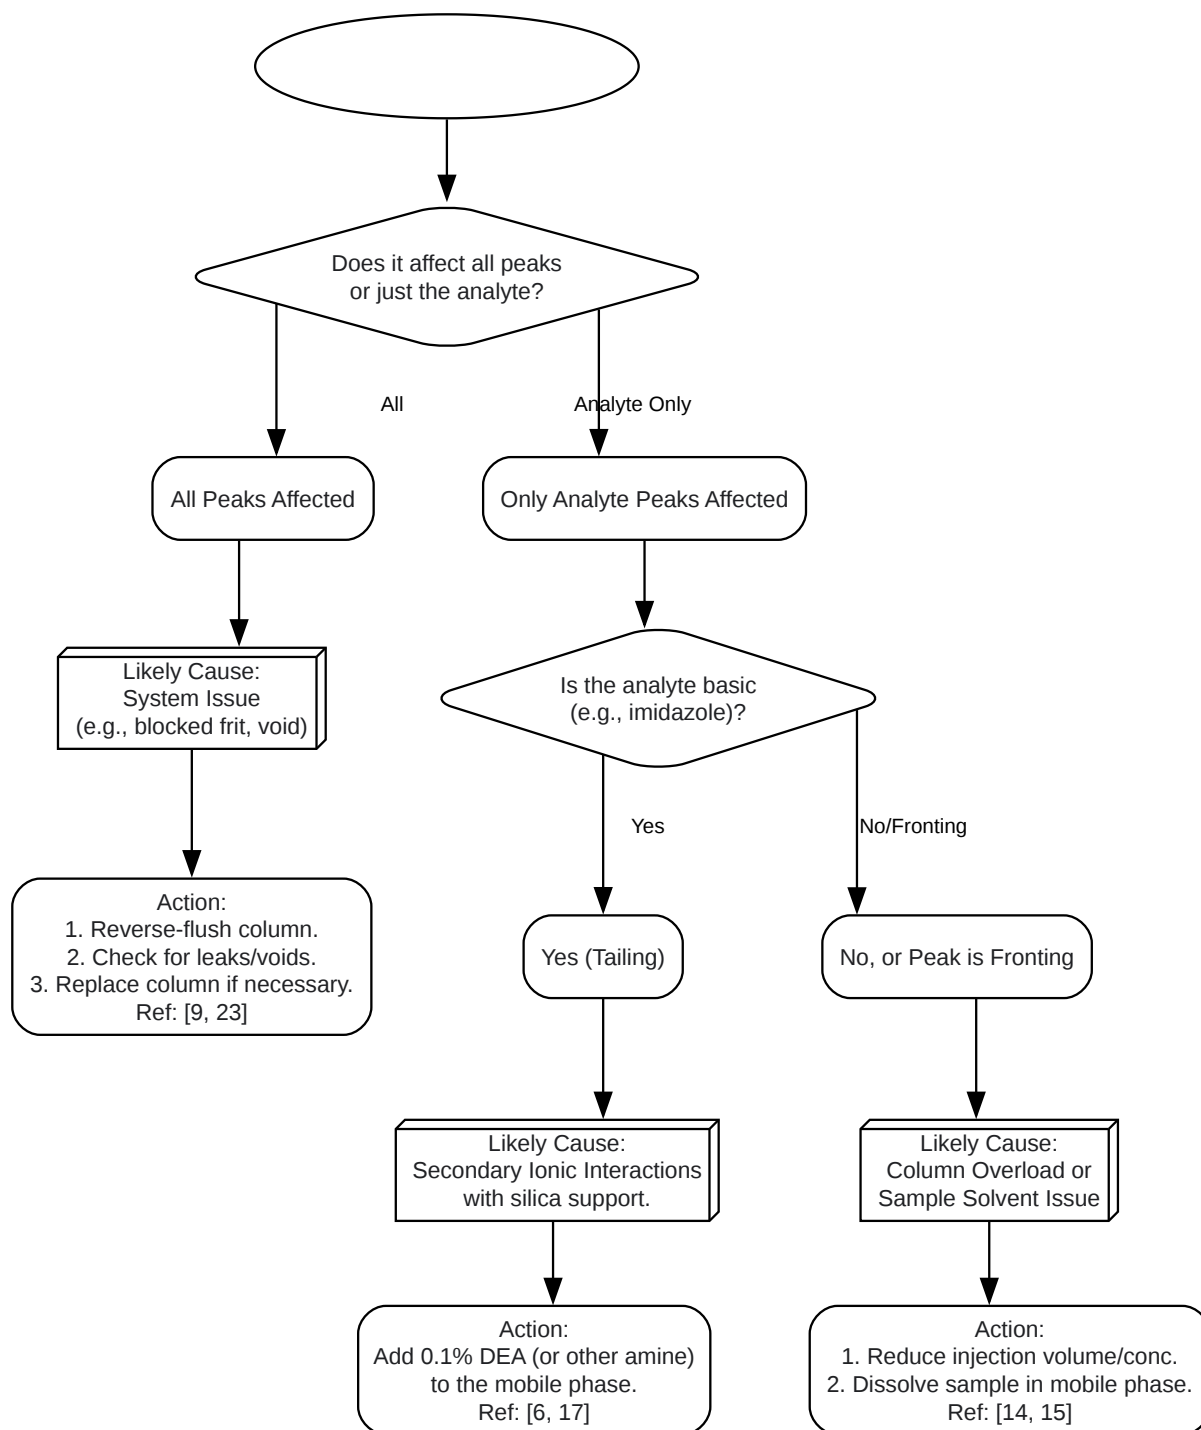 Does it affect all peaks
or just the analyte?
All
Analyte Only
All Peaks Affected
Only Analyte Peaks Affected
Likely Cause:
System Issue
(e.g., blocked frit, void)
Is the analyte basic
(e.g., imidazole)?
Yes
No/Fronting
Action:
1. Reverse-flush column.
2. Check for leaks/voids.
3. Replace column if necessary.
Ref: [9, 23]
Yes (Tailing)
No, or Peak is Fronting
Likely Cause:
Secondary Ionic Interactions
with silica support.
Likely Cause:
Column Overload or
Sample Solvent Issue
Action:
Add 0.1% DEA (or other amine)
to the mobile phase.
Ref: [6, 17]
Action:
1. Reduce injection volume/conc.
2. Dissolve sample in mobile phase.
Ref: [14, 15]